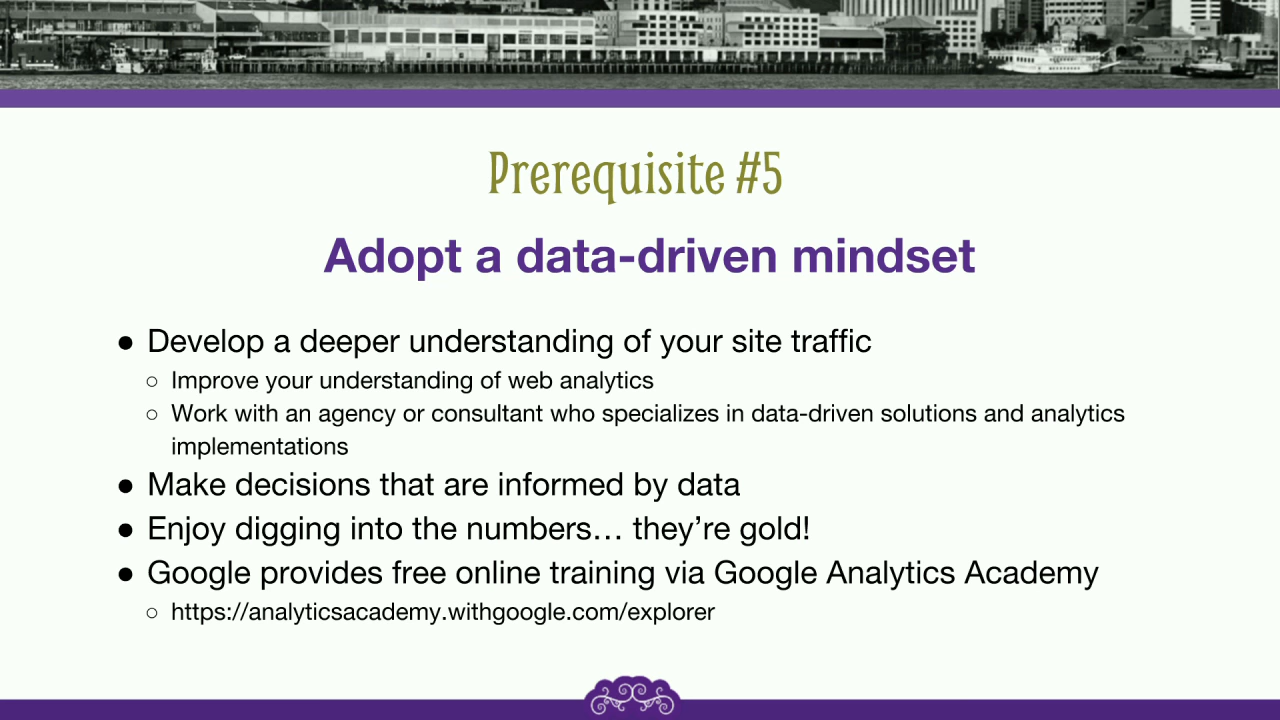 Prerequisite #5
Adopt a data-driven mindset
● Develop a deeper understanding of your site traffic
○ Improve your understanding of web analytics
○ Work with an agency or consultant who specializes in data-driven solutions and analytics
implementations
● Make decisions that are informed by data
● Enjoy digging into the numbers… they’re gold!
● Google provides free online training via Google Analytics Academy
○ https://analyticsacademy.withgoogle.com/explorer